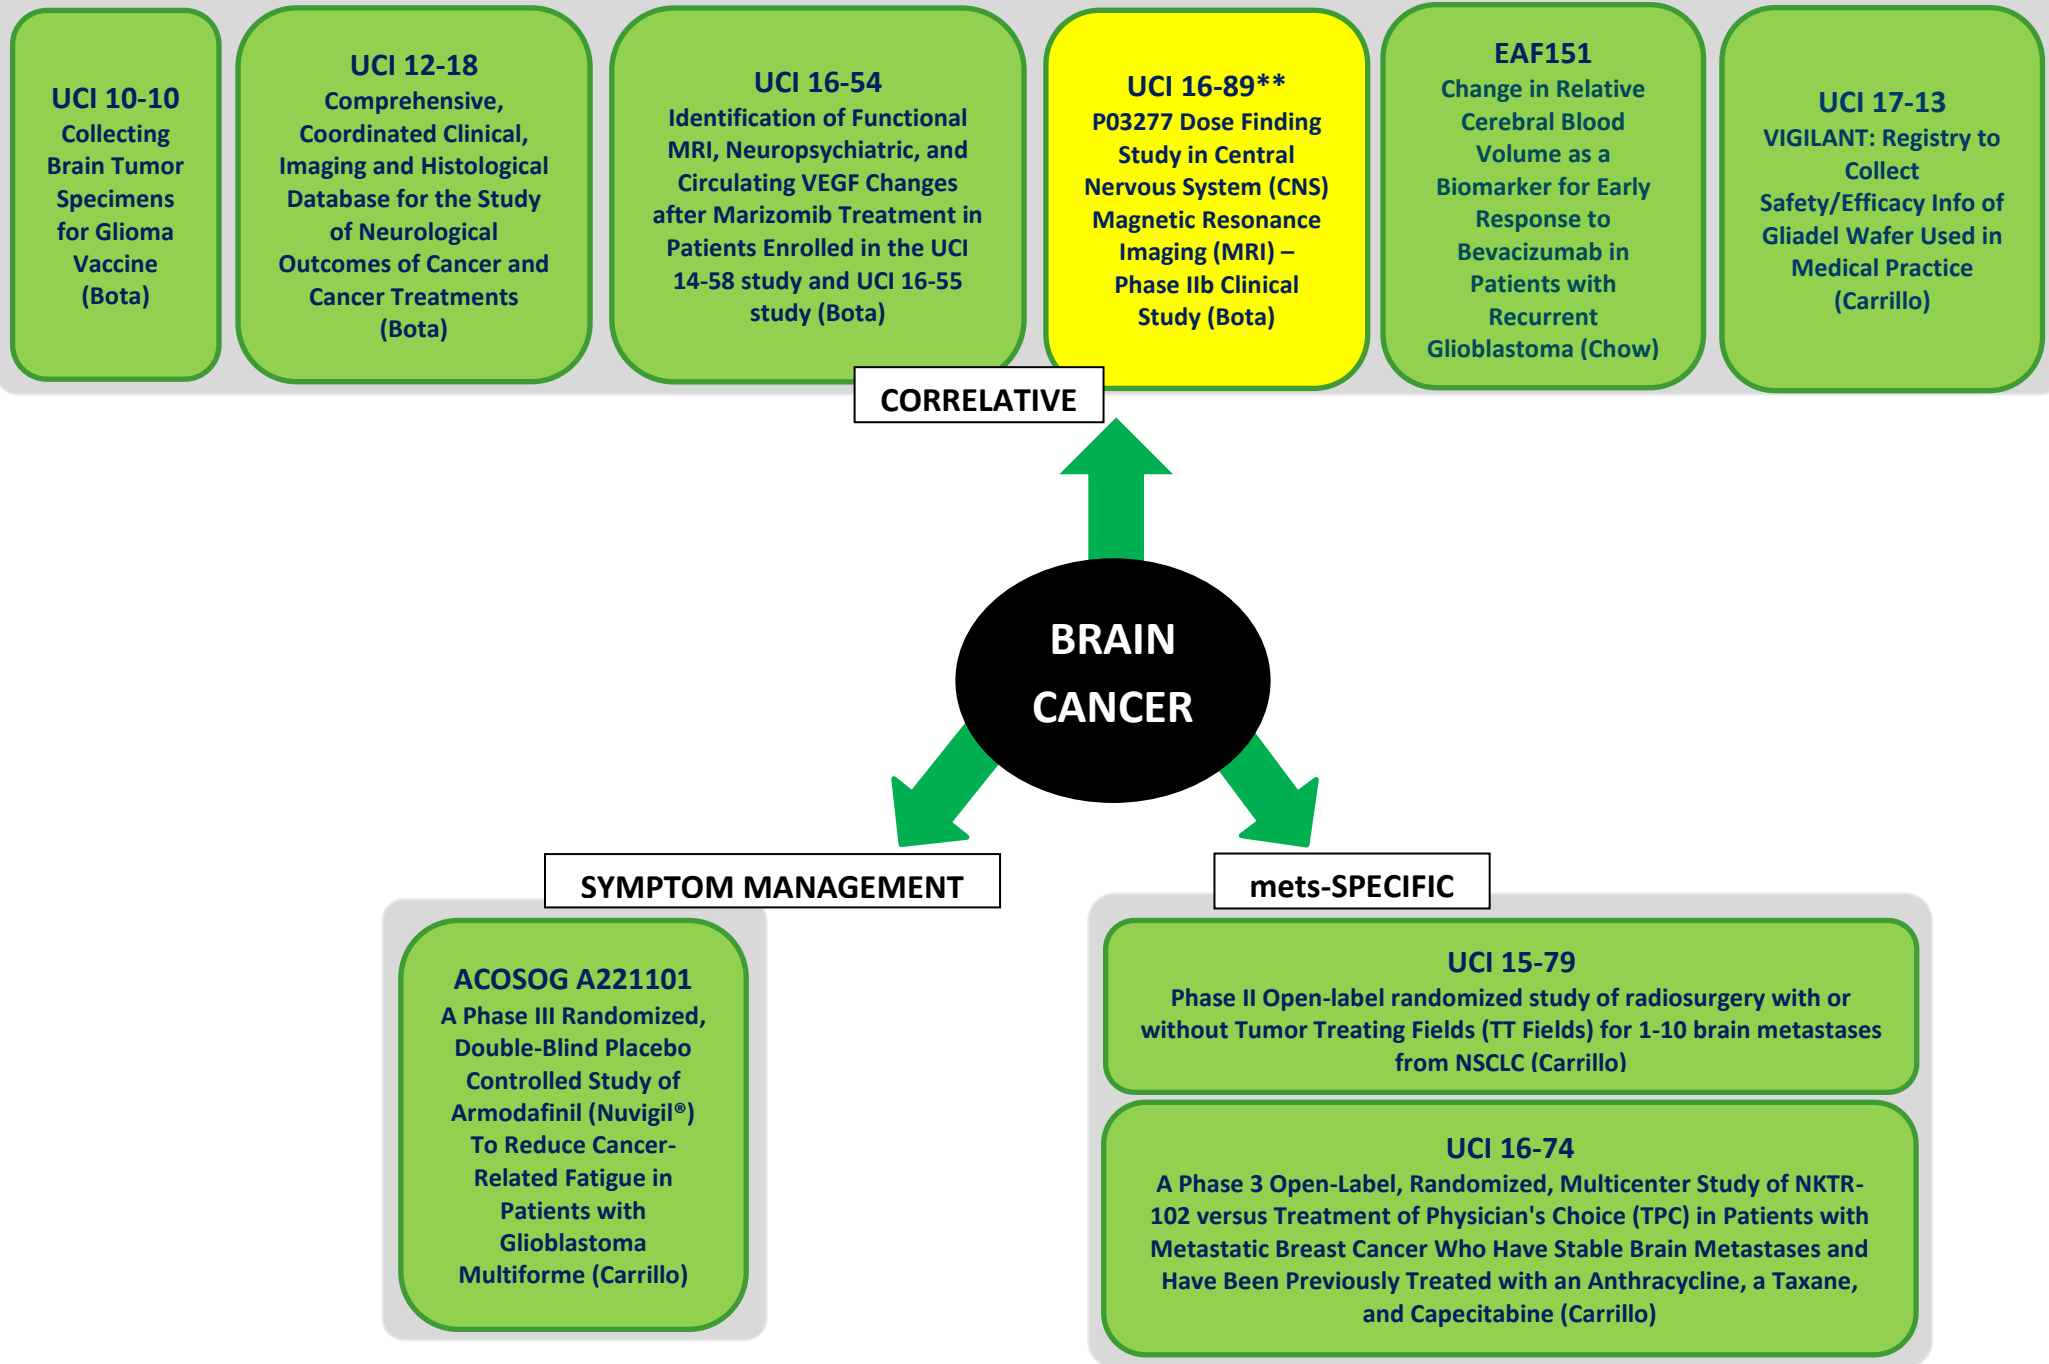 UCI 10-10
Collecting
Brain Tumor
Specimens
for Glioma
Vaccine
(Bota)
UCI 12-18
Comprehensive,
Coordinated Clinical,
Imaging and Histological
Database for the Study
of Neurological
Outcomes of Cancer and
Cancer Treatments
(Bota)
UCI 16-54
Identification of Functional
MRI, Neuropsychiatric, and
Circulating VEGF Changes
after Marizomib Treatment in
Patients Enrolled in the UCI
14-58 study and UCI 16-55
study (Bota)
UCI 16-89**
P03277 Dose Finding
Study in Central
Nervous System (CNS)
Magnetic Resonance
Imaging (MRI) –
Phase IIb Clinical
Study (Bota)
EAF151
Change in Relative
Cerebral Blood
Volume as a
Biomarker for Early
Response to
Bevacizumab in
Patients with
Recurrent
Glioblastoma (Chow)
UCI 17-13
VIGILANT: Registry to
Collect
Safety/Efficacy Info of
Gliadel Wafer Used in
Medical Practice
(Carrillo)
CORRELATIVE
BRAIN
CANCER
SYMPTOM MANAGEMENT
ACOSOG A221101
A Phase III Randomized,
Double-Blind Placebo
Controlled Study of
Armodafinil (Nuvigil®)
To Reduce Cancer-
Related Fatigue in
Patients with
Glioblastoma
Multiforme (Carrillo)
mets-SPECIFIC
UCI 15-79
Phase II Open-label randomized study of radiosurgery with or
without Tumor Treating Fields (TT Fields) for 1-10 brain metastases
from NSCLC (Carrillo)
UCI 16-74
A Phase 3 Open-Label, Randomized, Multicenter Study of NKTR-
102 versus Treatment of Physician's Choice (TPC) in Patients with
Metastatic Breast Cancer Who Have Stable Brain Metastases and
Have Been Previously Treated with an Anthracycline, a Taxane,
and Capecitabine (Carrillo)